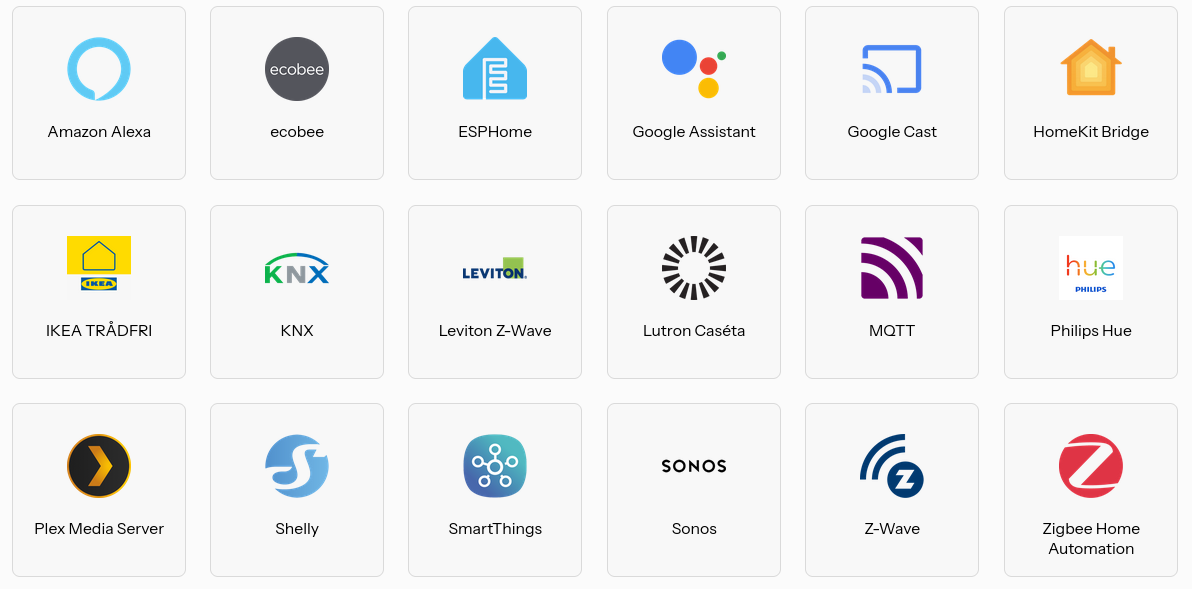 ecobee
Amazon Alexa
ecobee
ESPHome
Google Assistant
Google Cast
HomeKit Bridge
IKEA
KNX
LEVITON.
hue
PHILIPS
IKEA TRÅDFRI
KNX
Leviton Z-Wave
Lutron Caséta
MQTT
Philips Hue
SONOS
Z
Z
Plex Media Server
Shelly
SmartThings
Sonos
Z-Wave
Zigbee Home
Automation